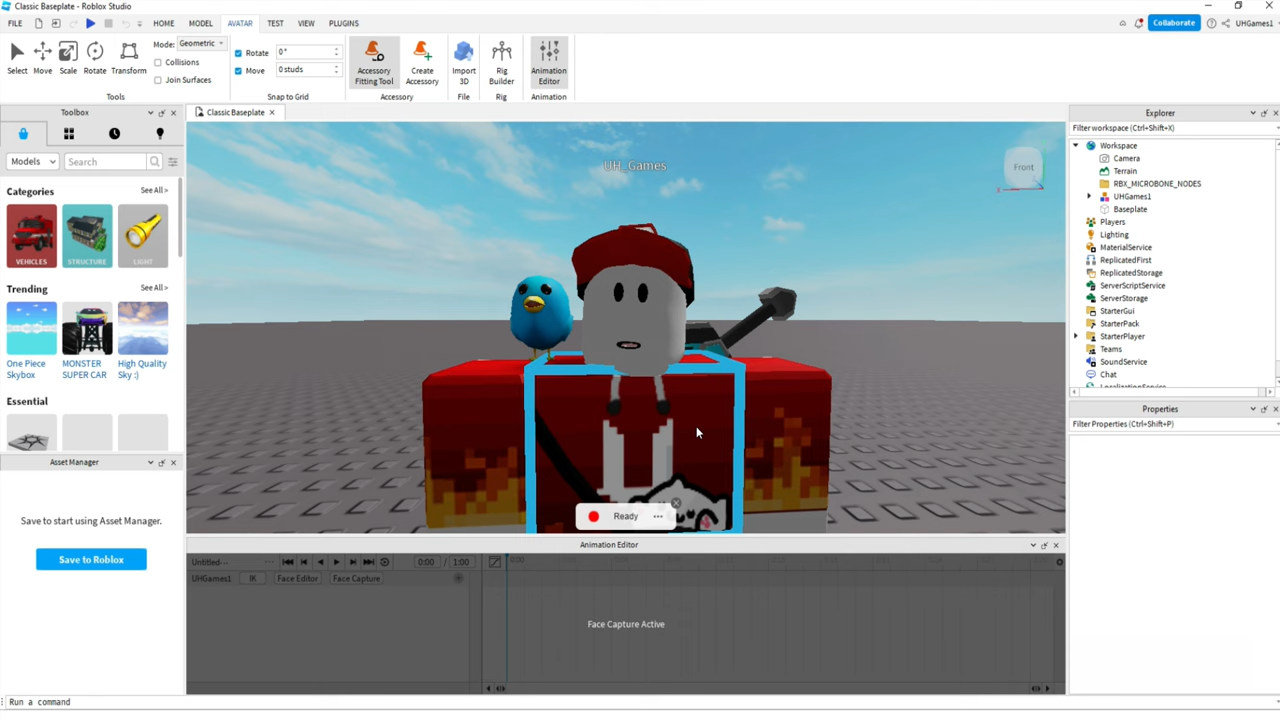 Classic Baseplate - Roblox Studio
FILE HOME MODEL AVATAR TEST VIEW PLUGINS Collaborate UHGames1
Select Move Scale Rotate Transform
Mode: Geometric
Collisions
Join Surfaces
Tools
Rotate 0°
Move 0 studs
Snap to Grid
Accessory Fitting Tool
Create Accessory
Accessory
Import 3D
File
Rig Builder
Rig
Animation Editor
Animation
Toolbox
Models Search
Categories See All >
VEHICLES STRUCTURE LIGHT
Trending See All >
One Piece Skybox
MONSTER SUPER CAR
High Quality Sky :)
Essential See All >
Asset Manager
Save to start using Asset Manager.
Save to Roblox
Classic Baseplate
UH_Games
Front
Ready
Animation Editor
Untitled···
0:00 / 1:00
0:00
UHGames1 IK Face Editor Face Capture
Face Capture Active
Explorer
Filter workspace (Ctrl+Shift+X)
Workspace
Camera
Terrain
RBX_MICROBONE_NODES
UHGames1
Baseplate
Players
Lighting
MaterialService
ReplicatedFirst
ReplicatedStorage
ServerScriptService
ServerStorage
StarterGui
StarterPack
StarterPlayer
Teams
SoundService
Chat
LocalizationService
Properties
Filter Properties (Ctrl+Shift+P)
Run a command